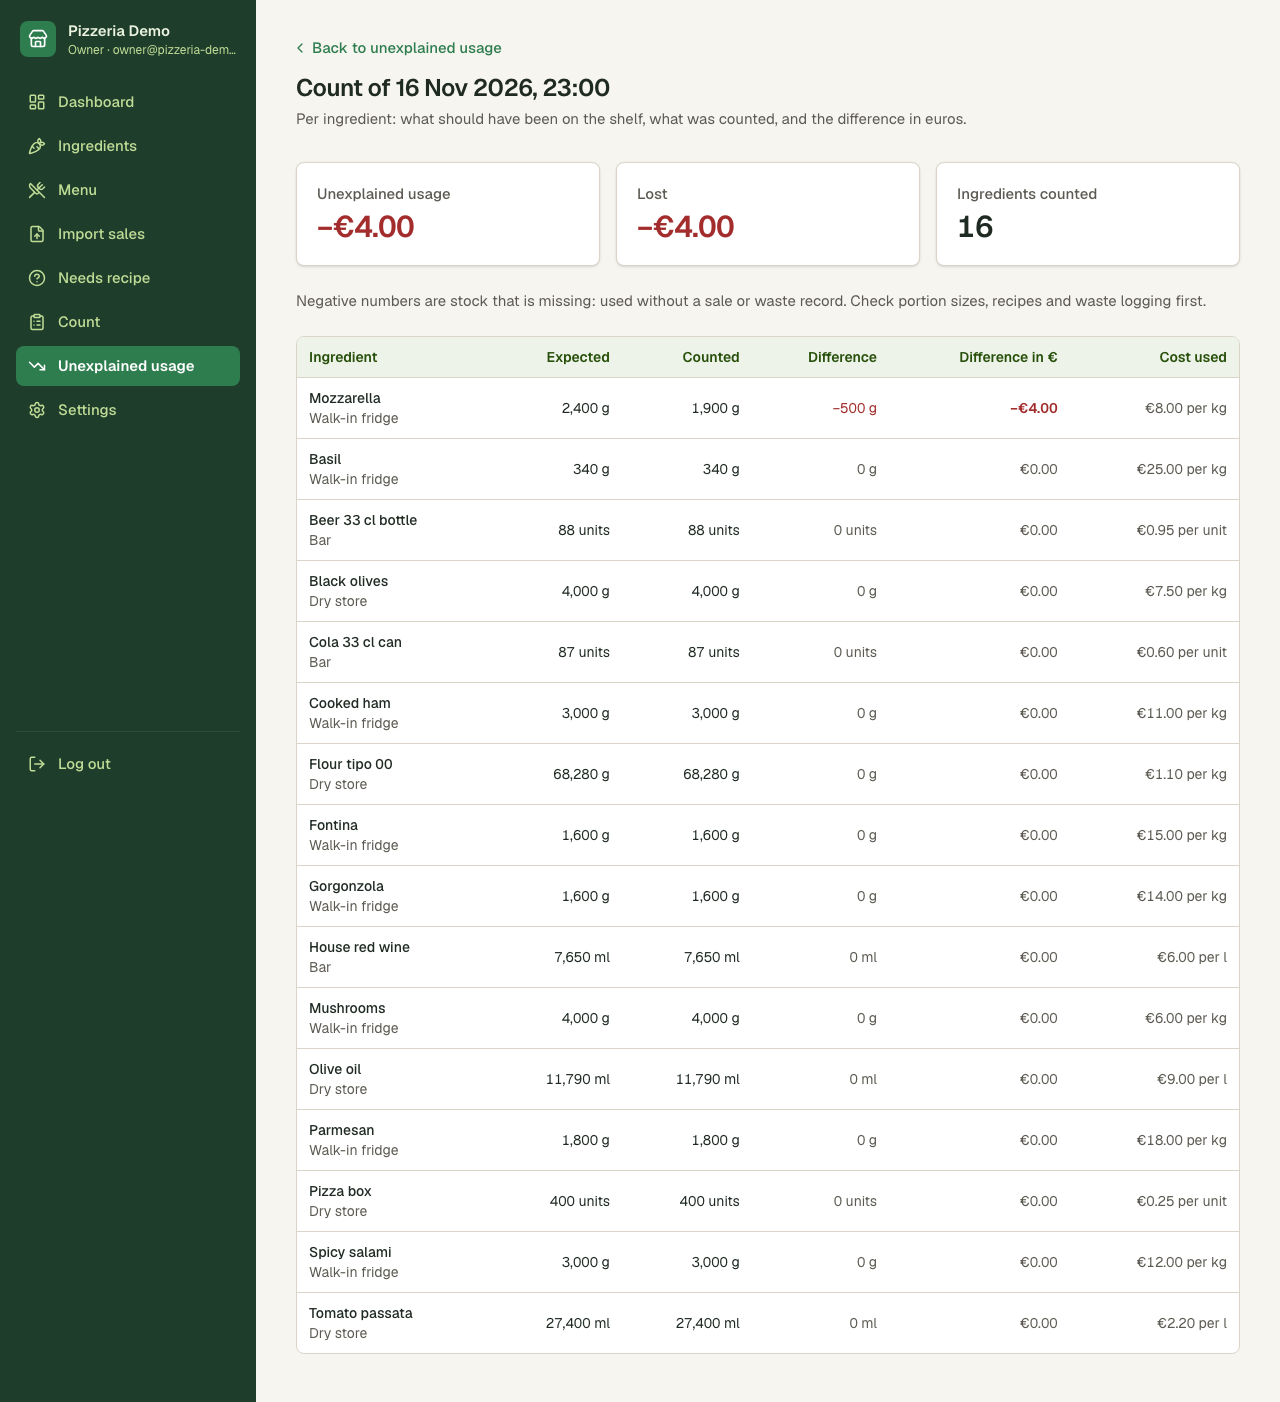 Pizzeria Demo
Owner · owner@pizzeria-dem…
Dashboard
Ingredients
Menu
Import sales
Needs recipe
Count
Unexplained usage
Settings
Log out
Back to unexplained usage
Count of 16 Nov 2026, 23:00
Per ingredient: what should have been on the shelf, what was counted, and the difference in euros.
Unexplained usage
−€4.00
Lost
−€4.00
Ingredients counted
16
Negative numbers are stock that is missing: used without a sale or waste record. Check portion sizes, recipes and waste logging first.
Ingredient Expected Counted Difference Difference in € Cost used
Mozzarella
Walk-in fridge
2,400 g 1,900 g −500 g −€4.00 €8.00 per kg
Basil
Walk-in fridge
340 g 340 g 0 g €0.00 €25.00 per kg
Beer 33 cl bottle
Bar
88 units 88 units 0 units €0.00 €0.95 per unit
Black olives
Dry store
4,000 g 4,000 g 0 g €0.00 €7.50 per kg
Cola 33 cl can
Bar
87 units 87 units 0 units €0.00 €0.60 per unit
Cooked ham
Walk-in fridge
3,000 g 3,000 g 0 g €0.00 €11.00 per kg
Flour tipo 00
Dry store
68,280 g 68,280 g 0 g €0.00 €1.10 per kg
Fontina
Walk-in fridge
1,600 g 1,600 g 0 g €0.00 €15.00 per kg
Gorgonzola
Walk-in fridge
1,600 g 1,600 g 0 g €0.00 €14.00 per kg
House red wine
Bar
7,650 ml 7,650 ml 0 ml €0.00 €6.00 per l
Mushrooms
Walk-in fridge
4,000 g 4,000 g 0 g €0.00 €6.00 per kg
Olive oil
Dry store
11,790 ml 11,790 ml 0 ml €0.00 €9.00 per l
Parmesan
Walk-in fridge
1,800 g 1,800 g 0 g €0.00 €18.00 per kg
Pizza box
Dry store
400 units 400 units 0 units €0.00 €0.25 per unit
Spicy salami
Walk-in fridge
3,000 g 3,000 g 0 g €0.00 €12.00 per kg
Tomato passata
Dry store
27,400 ml 27,400 ml 0 ml €0.00 €2.20 per l